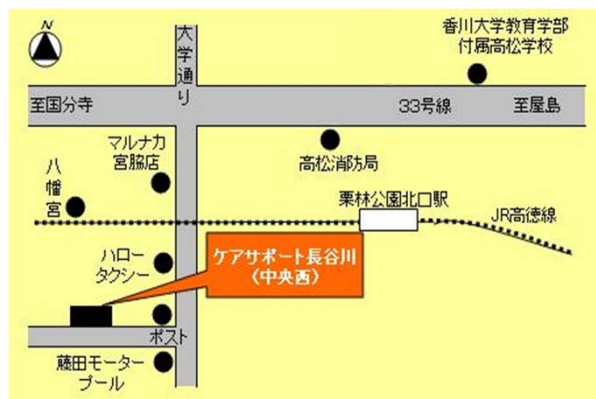 N
大学通り
香川大学教育学部
付属高松学校
至国分寺
33号線
至屋島
マルナカ
宮脇店
高松消防局
八幡宮
栗林公園北口駅
JR高徳線
ハロー
タクシー
ケアサポート長谷川
(中央西)
ポスト
藤田モーター
プール